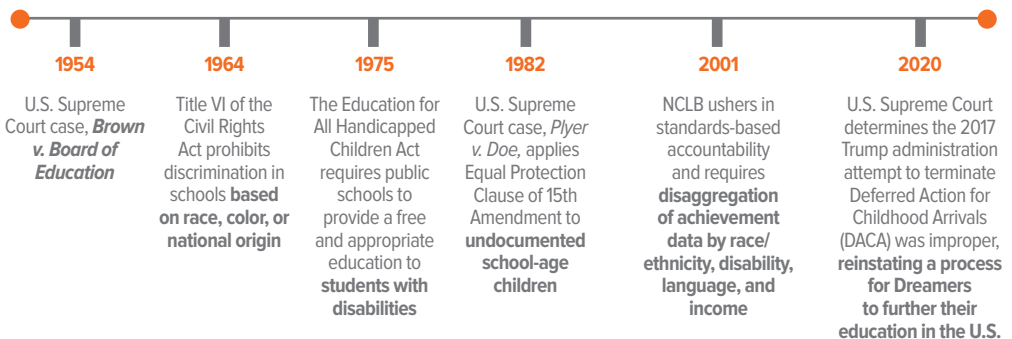 1954
U.S. Supreme
Court case, Brown
v. Board of
Education
1964
Title VI of the
Civil Rights
Act prohibits
discrimination in
schools based
on race, color, or
national origin
1975
The Education for
All Handicapped
Children Act
requires public
schools to
provide a free
and appropriate
education to
students with
disabilities
1982
U.S. Supreme
Court case, Plyer
v. Doe, applies
Equal Protection
Clause of 15th
Amendment to
undocumented
school-age
children
2001
NCLB ushers in
standards-based
accountability
and requires
disaggregation
of achievement
data by race/
ethnicity, disability,
language, and
income
2020
U.S. Supreme Court
determines the 2017
Trump administration
attempt to terminate
Deferred Action for
Childhood Arrivals
(DACA) was improper,
reinstating a process
for Dreamers
to further their
education in the U.S.